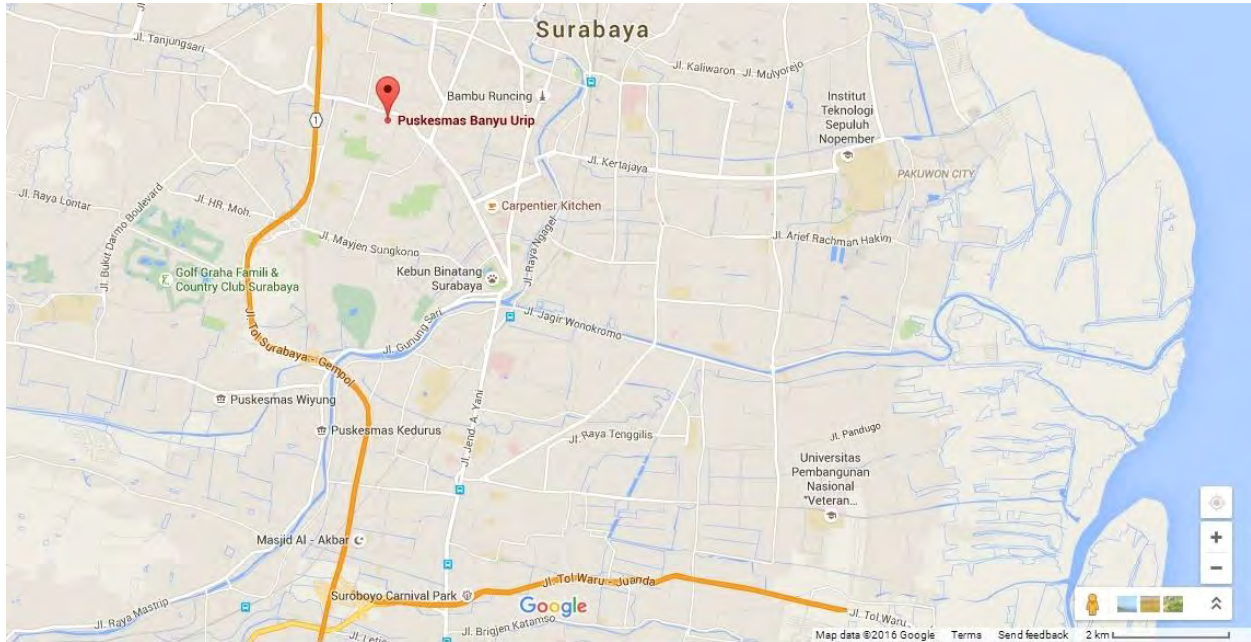 Surabaya
Jl. Tanjungsari
Jl. Kaliwaron
Jl. Mulyorejo
Bambu Runcing
Institut
Teknologi
Sepuluh
Nopember
1
Puskesmas Banyu Urip
Jl. Kertajaya
PAKUWON CITY
Jl. Raya Lontar
Jl. HR. Moh.
Carpentier Kitchen
Jl. Bukit Darmo Boulevard
Jl. Mayjen Sungkono
Jl. Raya Ngagel
Jl. Arief Rachman Hakim
Golf Graha Famili &
Country Club Surabaya
Kebun Binatang
Surabaya
Jl. Gunung Sari
Jl. Jagir Wonokromo
Jl. Tol Surabaya - Gempol
Puskesmas Wiyung
Jl. Jend. A. Yani
Puskesmas Kedurus
Jl. Raya Tenggilis
Jl. Pandugo
Universitas
Pembangunan
Nasional
"Veteran...
Masjid Al - Akbar
Jl. Tol Waru - Juanda
Suroboyo Carnival Park
Google
Jl. Raya Mastrip
Jl. Tol Waru
Jl. Brigjen Katamso
Map data ©2016 Google Terms Send feedback 2 km